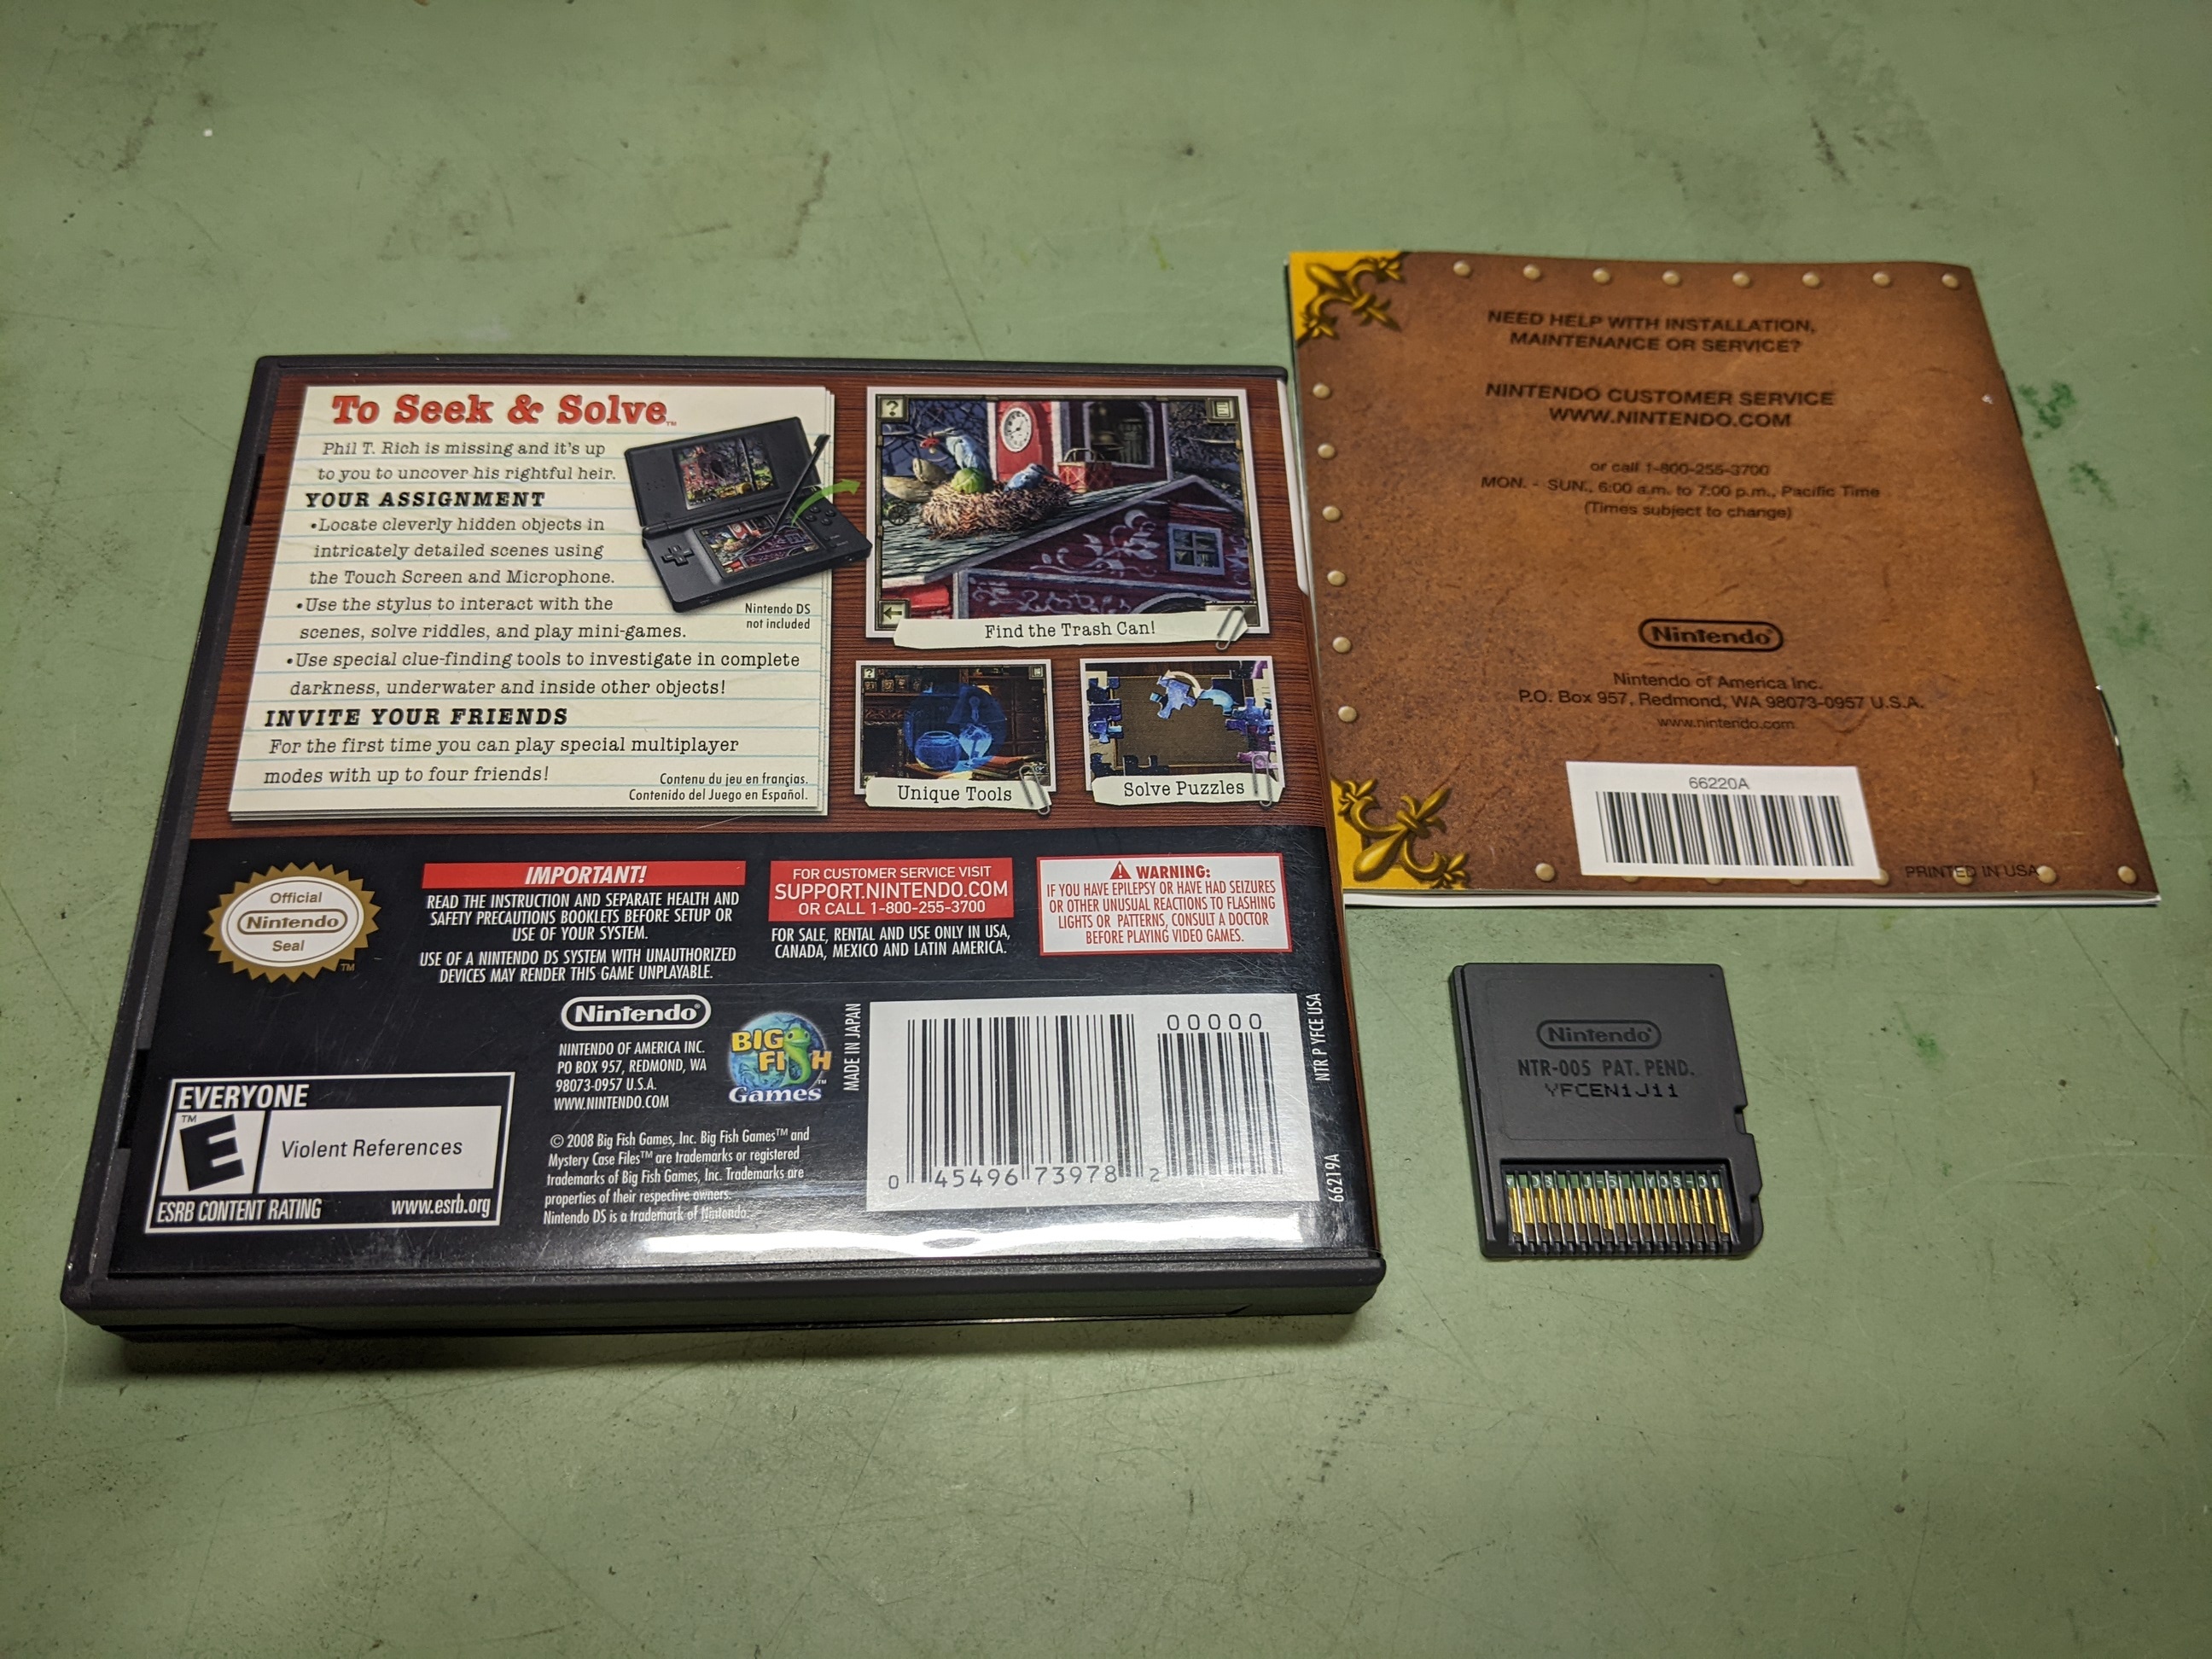 To Seek & Solve™
Phil T. Rich is missing and it's up
to you to uncover his rightful heir.
YOUR ASSIGNMENT
•Locate cleverly hidden objects in
intricately detailed scenes using
the Touch Screen and Microphone.
•Use the stylus to interact with the
scenes, solve riddles, and play mini-games.
•Use special clue-finding tools to investigate in complete
darkness, underwater and inside other objects!
INVITE YOUR FRIENDS
For the first time you can play special multiplayer
modes with up to four friends!
Contenu du jeu en français.
Contenido del Juego en Español.
Nintendo DS
not included
?
Find the Trash Can!
Unique Tools
Solve Puzzles
Official
Nintendo
Seal
TM
IMPORTANT!
READ THE INSTRUCTION AND SEPARATE HEALTH AND
SAFETY PRECAUTIONS BOOKLETS BEFORE SETUP OR
USE OF YOUR SYSTEM.
USE OF A NINTENDO DS SYSTEM WITH UNAUTHORIZED
DEVICES MAY RENDER THIS GAME UNPLAYABLE.
FOR CUSTOMER SERVICE VISIT
SUPPORT.NINTENDO.COM
OR CALL 1-800-255-3700
FOR SALE, RENTAL AND USE ONLY IN USA,
CANADA, MEXICO AND LATIN AMERICA.
WARNING:
IF YOU HAVE EPILEPSY OR HAVE HAD SEIZURES
OR OTHER UNUSUAL REACTIONS TO FLASHING
LIGHTS OR PATTERNS, CONSULT A DOCTOR
BEFORE PLAYING VIDEO GAMES.
EVERYONE
TM
E
Violent References
ESRB CONTENT RATING www.esrb.org
Nintendo®
NINTENDO OF AMERICA INC.
PO BOX 957, REDMOND, WA
98073-0957 U.S.A.
WWW.NINTENDO.COM
BIG
FISH
Games™
© 2008 Big Fish Games, Inc. Big Fish Games™ and
Mystery Case Files™ are trademarks or registered
trademarks of Big Fish Games, Inc. Trademarks are
properties of their respective owners.
Nintendo DS is a trademark of Nintendo.
MADE IN JAPAN
00000
0 45496 73978 2
NTR P YFCE USA
66219A
NEED HELP WITH INSTALLATION,
MAINTENANCE OR SERVICE?
NINTENDO CUSTOMER SERVICE
WWW.NINTENDO.COM
or call 1-800-255-3700
MON. - SUN., 6:00 a.m. to 7:00 p.m., Pacific Time
(Times subject to change)
Nintendo®
Nintendo of America Inc.
P.O. Box 957, Redmond, WA 98073-0957 U.S.A.
www.nintendo.com
66220A
PRINTED IN USA
Nintendo®
NTR-005 PAT. PEND.
YFCEN1J11